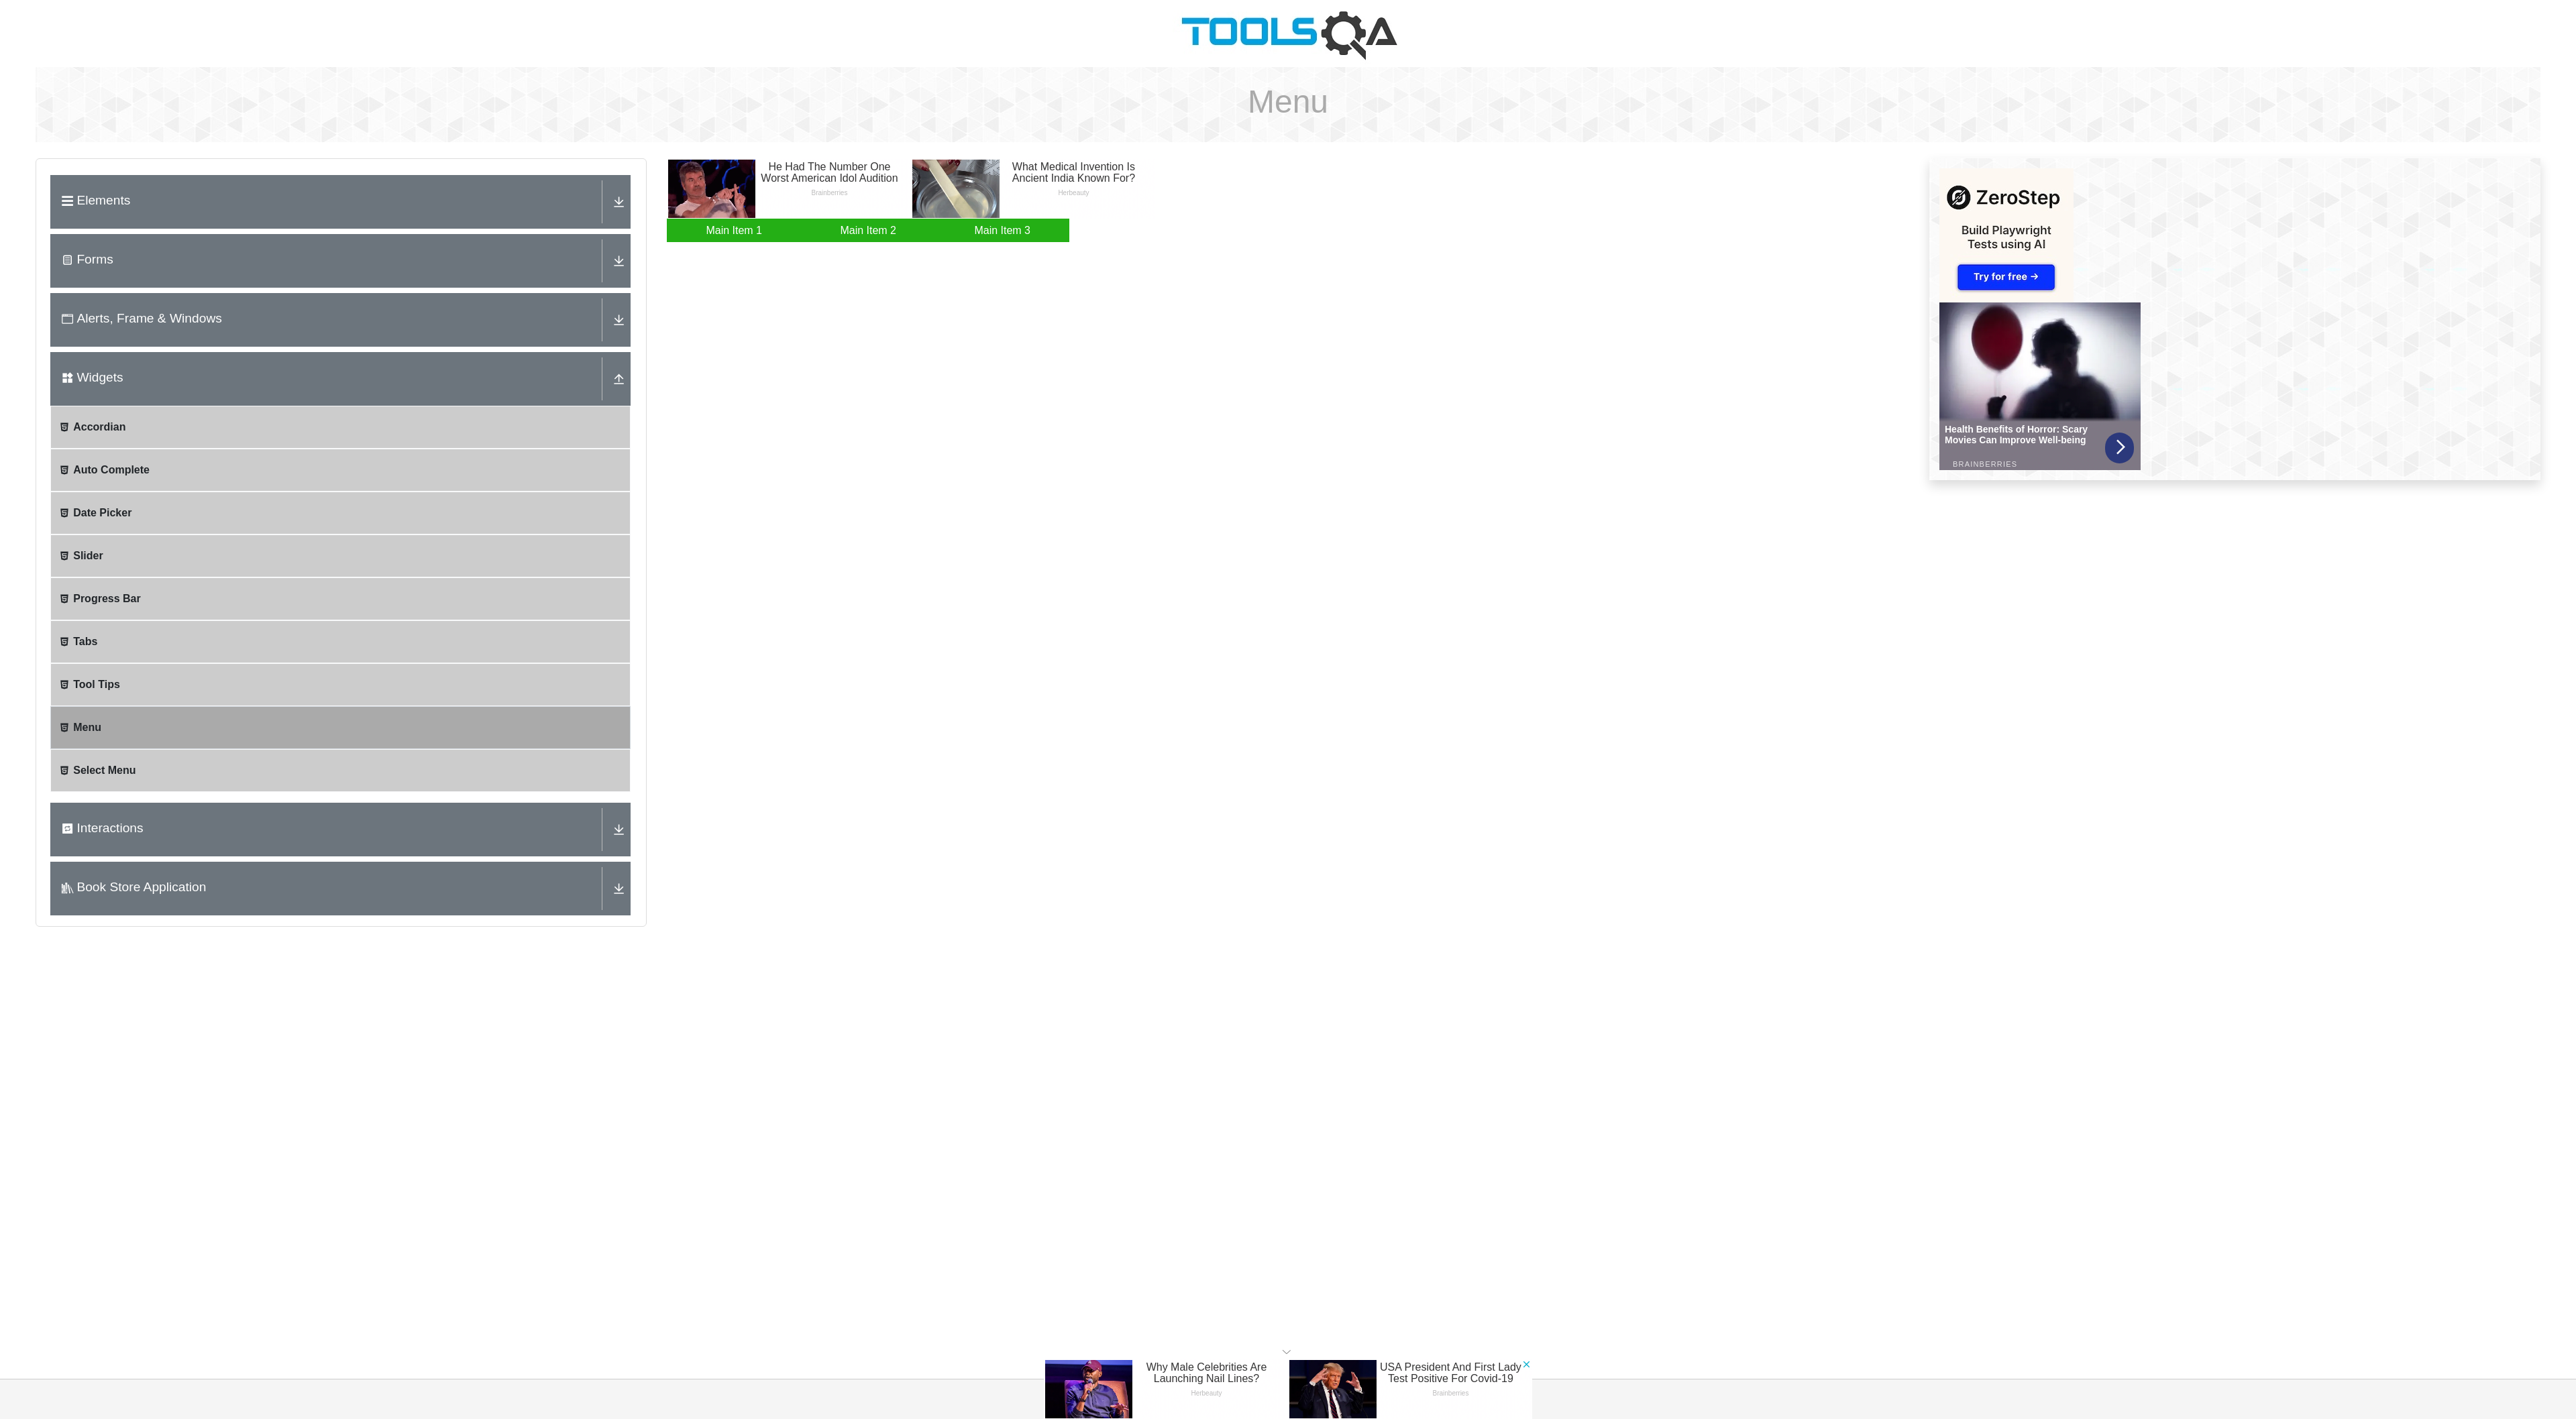 TOOLSQA
Menu
Elements
Forms
Alerts, Frame & Windows
Widgets
Accordian
Auto Complete
Date Picker
Slider
Progress Bar
Tabs
Tool Tips
Menu
Select Menu
Interactions
Book Store Application
He Had The Number One
Worst American Idol Audition
Brainberries
What Medical Invention Is
Ancient India Known For?
Herbeauty
Main Item 1
Main Item 2
Main Item 3
ZeroStep
Build Playwright
Tests using AI
Try for free →
Health Benefits of Horror: Scary
Movies Can Improve Well-being
BRAINBERRIES
Why Male Celebrities Are
Launching Nail Lines?
Herbeauty
USA President And First Lady
Test Positive For Covid-19
Brainberries